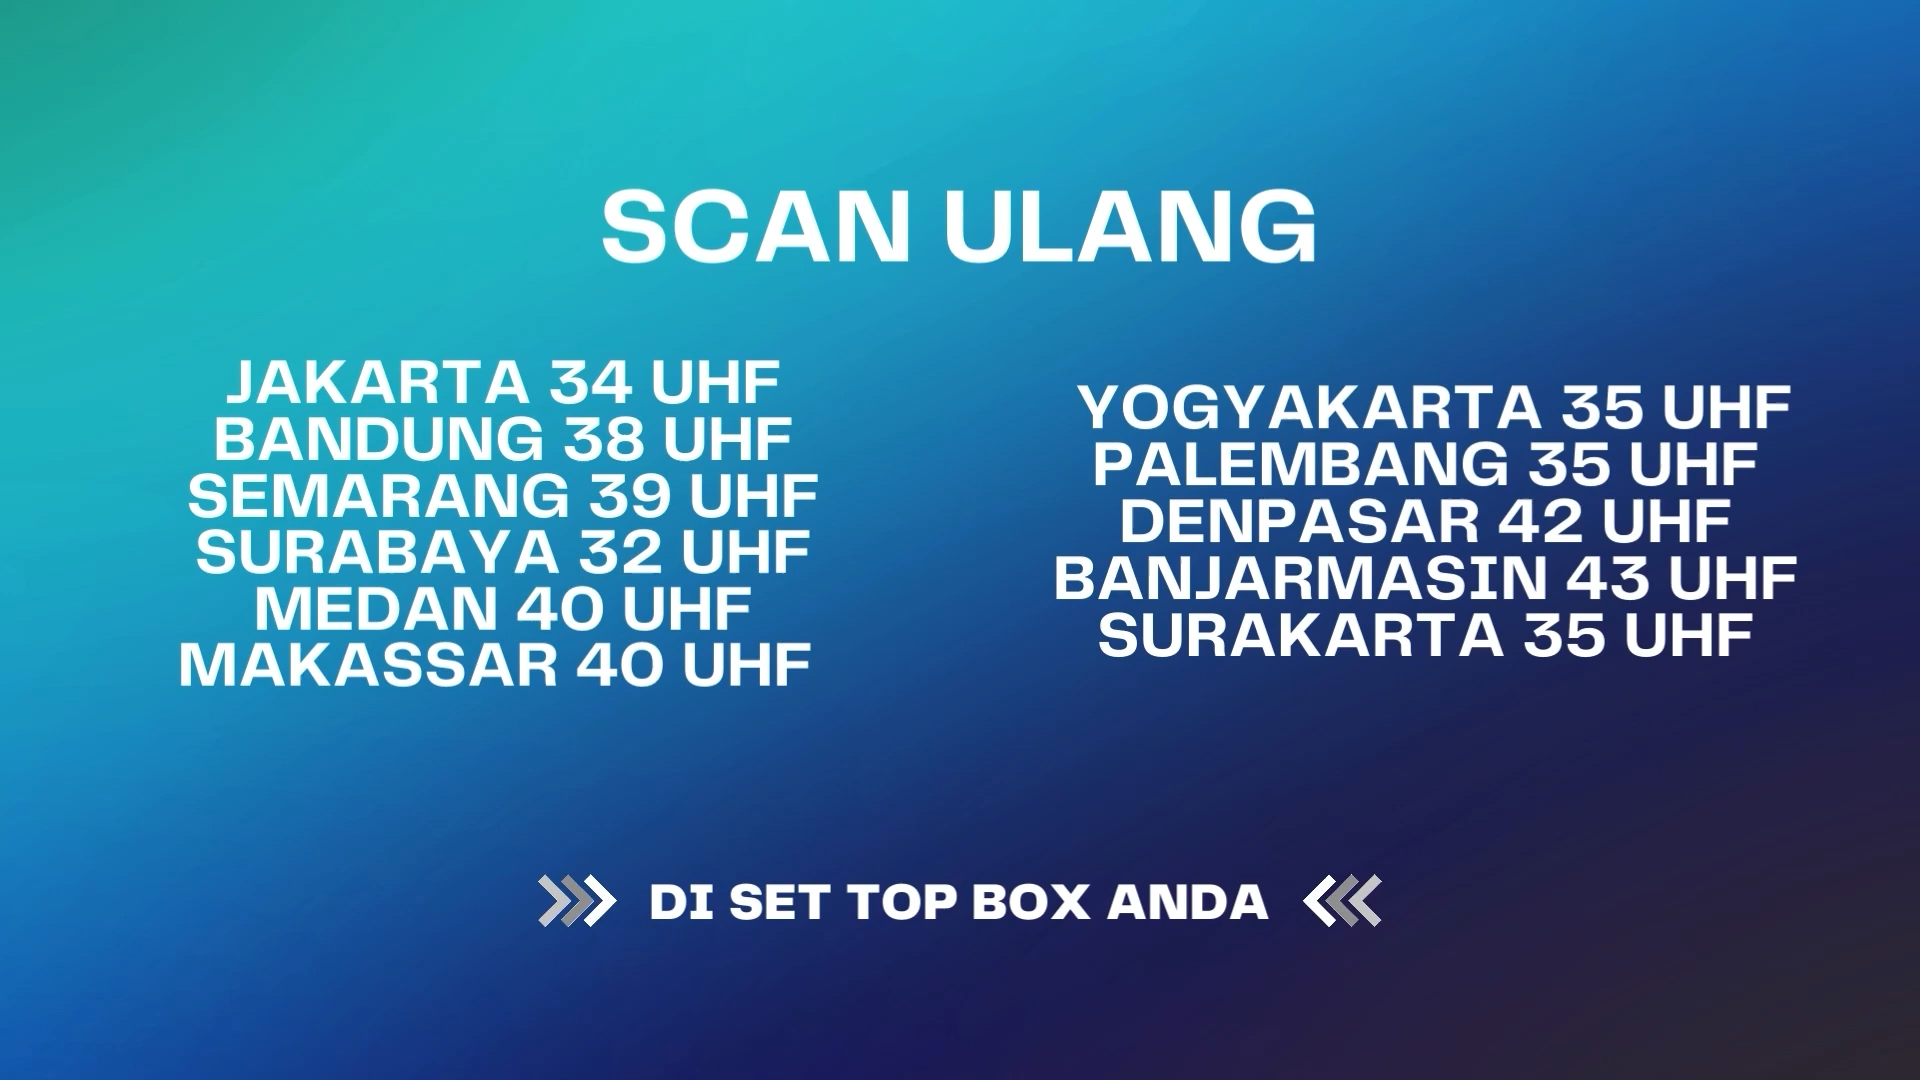 SCAN ULANG
JAKARTA 34 UHF
BANDUNG 38 UHF
SEMARANG 39 UHF
SURABAYA 32 UHF
MEDAN 40 UHF
MAKASSAR 40 UHF
YOGYAKARTA 35 UHF
PALEMBANG 35 UHF
DENPASAR 42 UHF
BANJARMASIN 43 UHF
SURAKARTA 35 UHF
DI SET TOP BOX ANDA